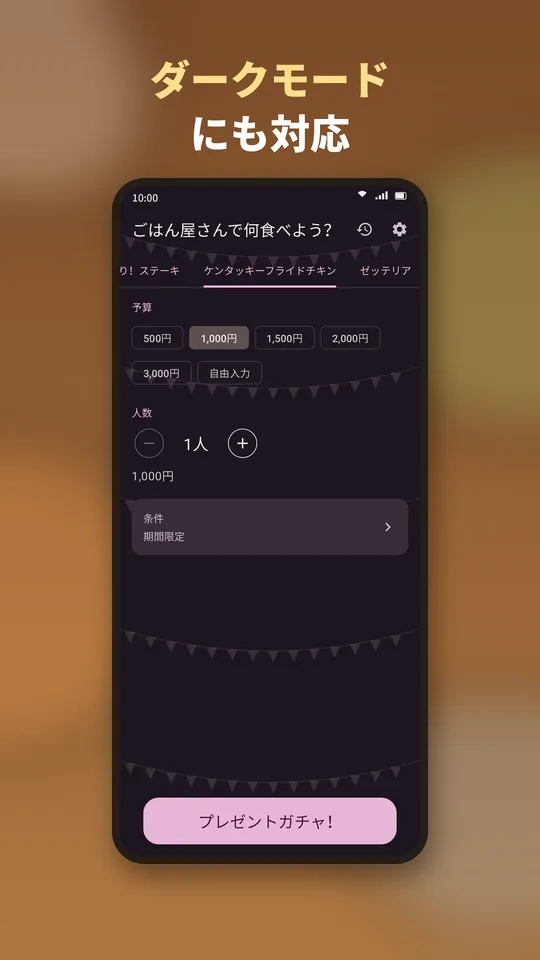 ダークモード
にも対応
10:00
ごはん屋さんで何食べよう?
り! ステーキ ケンタッキーフライドチキン ゼッテリア
予算
500円 1,000円 1,500円 2,000円
3,000円 自由入力
人数
1人
1,000円
条件
期間限定
プレゼントガチャ!